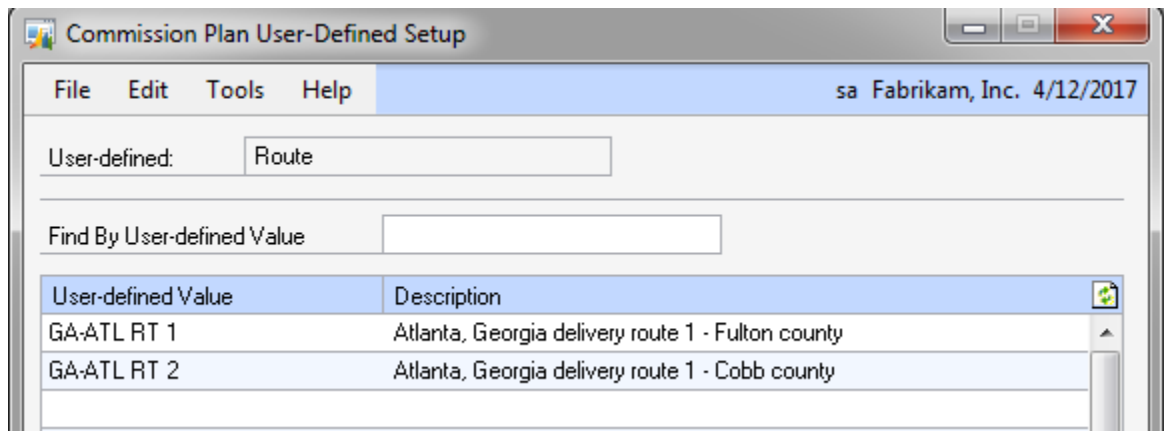 Commission Plan User-Defined Setup
File Edit Tools Help sa Fabrikam, Inc. 4/12/2017
User-defined: Route
Find By User-defined Value
User-defined Value Description
GA-ATL RT 1 Atlanta, Georgia delivery route 1 - Fulton county
GA-ATL RT 2 Atlanta, Georgia delivery route 1 - Cobb county